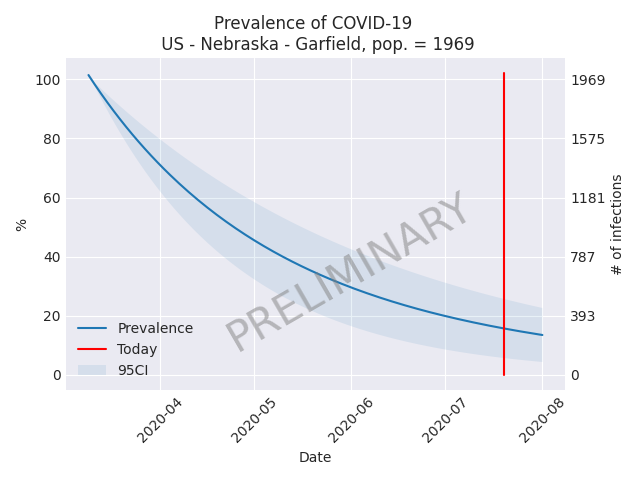 Prevalence of COVID-19
US - Nebraska - Garfield, pop. = 1969
100
80
60
40
20
0
%
1969
1575
1181
787
393
0
# of infections
PRELIMINARY
Prevalence
Today
95CI
2020-04
2020-05
2020-06
2020-07
2020-08
Date